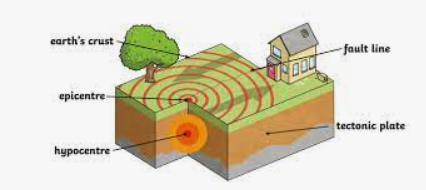 earth's crust
fault line
epicentre
tectonic plate
hypocentre